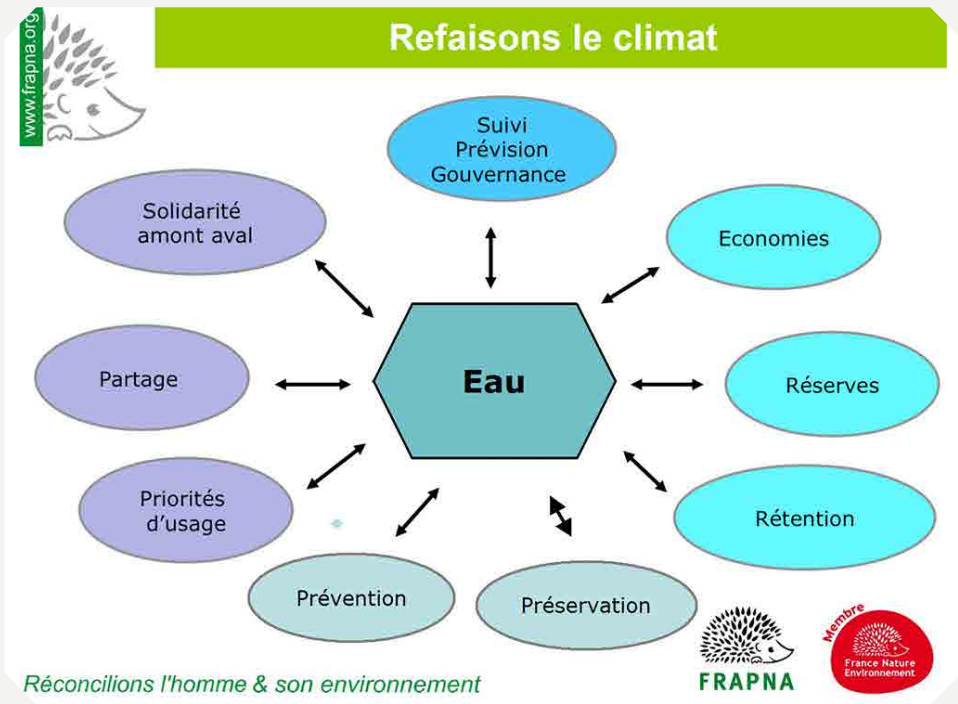 www.frapna.org
Refaisons le climat
Suivi
Prévision
Gouvernance
Solidarité
amont aval
Economies
Partage
Eau
Réserves
Priorités
d'usage
Rétention
Prévention
Préservation
FRAPNA
Membre
France Nature
Environnement
Réconcilions l'homme & son environnement